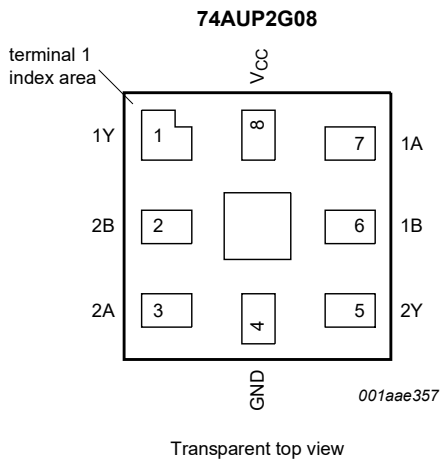 74AUP2G08
terminal 1
index area
VCC
1Y
1
8
7
1A
2B
2
6
1B
2A
3
4
5
2Y
GND
001aae357
Transparent top view